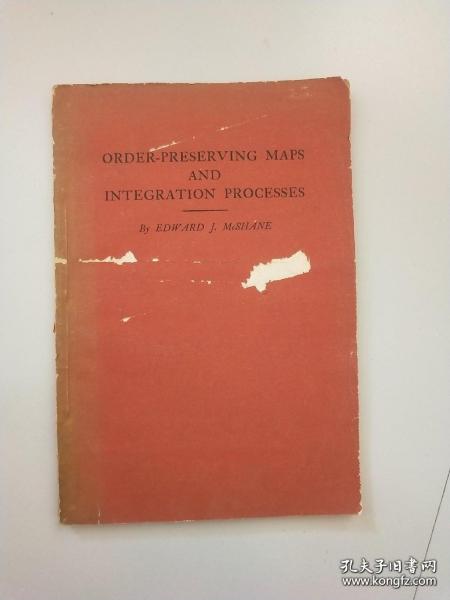 ORDER-PRESERVING MAPS
AND
INTEGRATION PROCESSES
By EDWARD J. McSHANE
孔夫子旧书网
www.kongfz.com